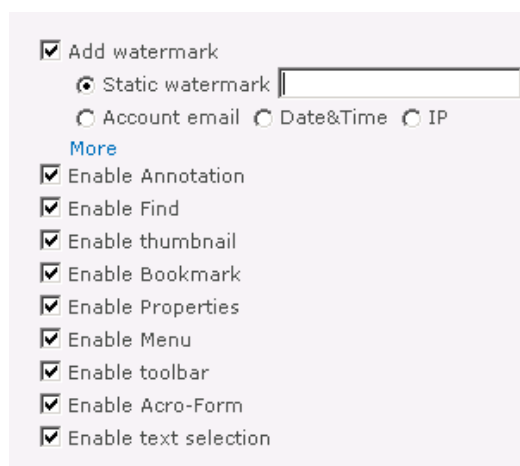 Add watermark
Static watermark
Account email Date&Time IP
More
Enable Annotation
Enable Find
Enable thumbnail
Enable Bookmark
Enable Properties
Enable Menu
Enable toolbar
Enable Acro-Form
Enable text selection